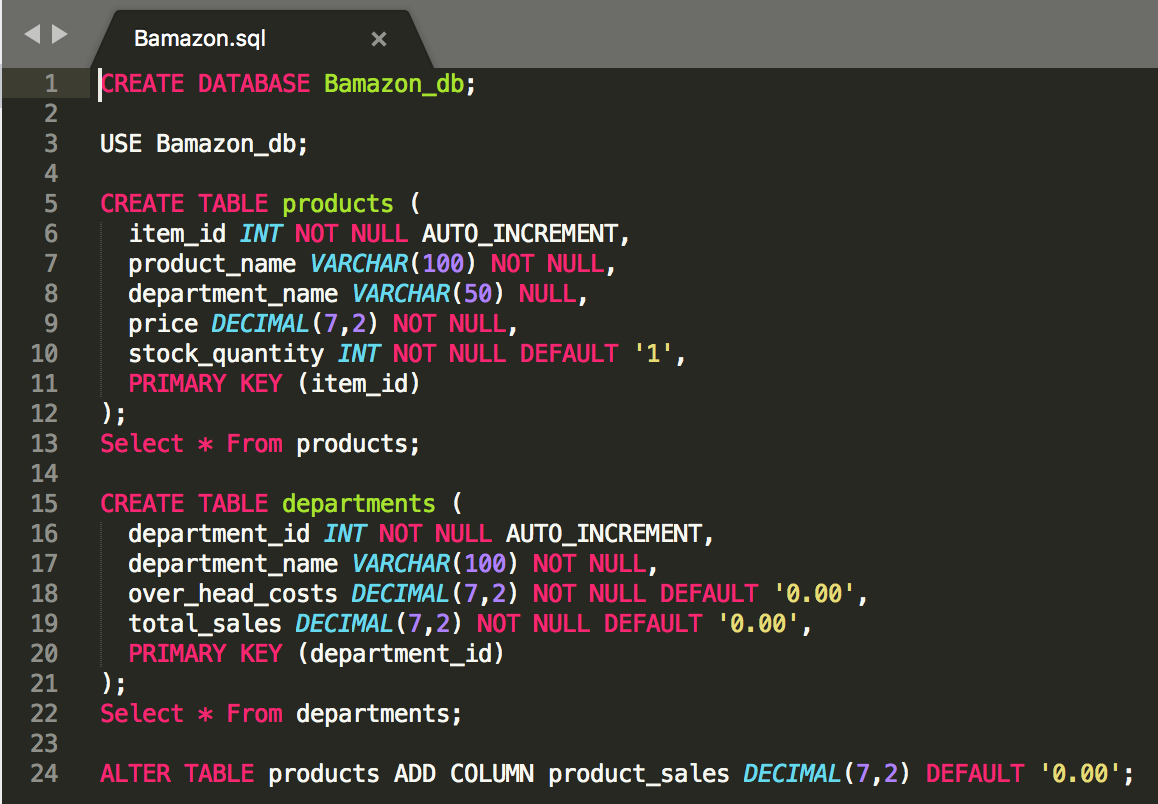 Bamazon.sql ×
1 CREATE DATABASE Bamazon_db;
2
3 USE Bamazon_db;
4
5 CREATE TABLE products (
6 item_id INT NOT NULL AUTO_INCREMENT,
7 product_name VARCHAR(100) NOT NULL,
8 department_name VARCHAR(50) NULL,
9 price DECIMAL(7,2) NOT NULL,
10 stock_quantity INT NOT NULL DEFAULT '1',
11 PRIMARY KEY (item_id)
12 );
13 Select * From products;
14
15 CREATE TABLE departments (
16 department_id INT NOT NULL AUTO_INCREMENT,
17 department_name VARCHAR(100) NOT NULL,
18 over_head_costs DECIMAL(7,2) NOT NULL DEFAULT '0.00',
19 total_sales DECIMAL(7,2) NOT NULL DEFAULT '0.00',
20 PRIMARY KEY (department_id)
21 );
22 Select * From departments;
23
24 ALTER TABLE products ADD COLUMN product_sales DECIMAL(7,2) DEFAULT '0.00';